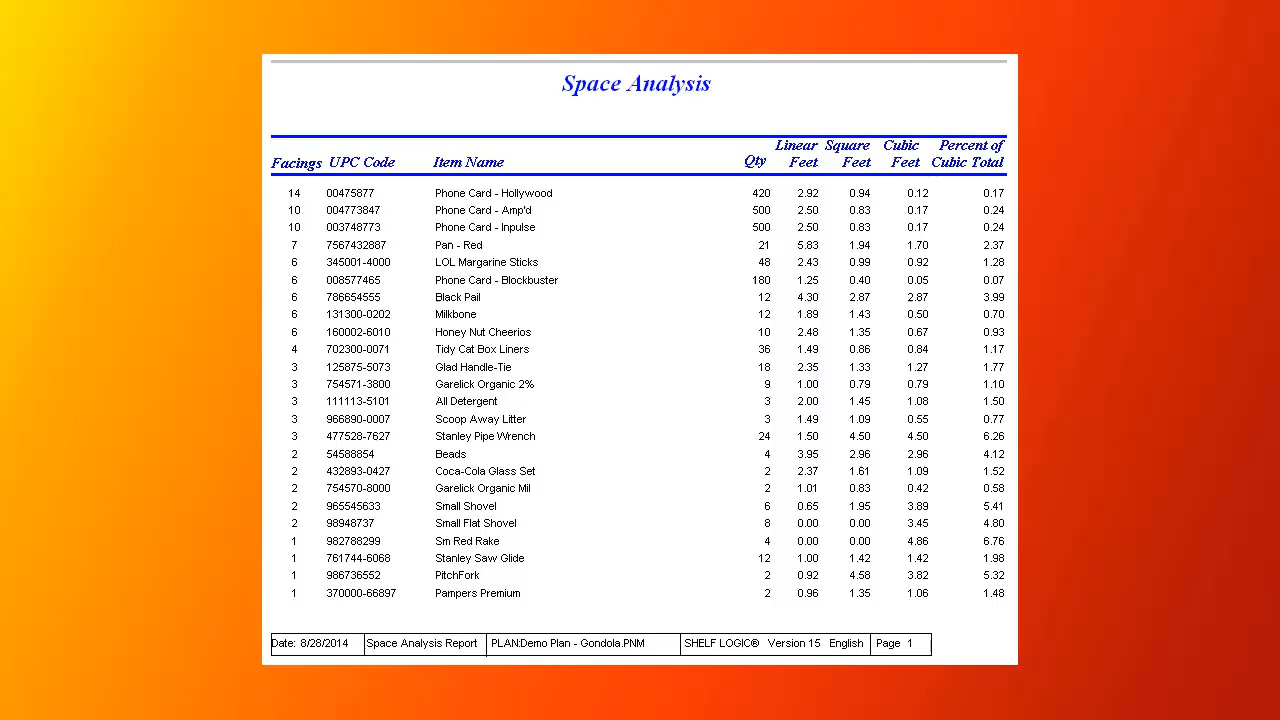 Space Analysis
Facings UPC Code Item Name Qty Linear Feet Square Feet Cubic Feet Percent of Cubic Total
14 00475877 Phone Card - Hollywood 420 2.92 0.94 0.12 0.17
10 004773847 Phone Card - Amp'd 500 2.50 0.83 0.17 0.24
10 003748773 Phone Card - Inpulse 500 2.50 0.83 0.17 0.24
7 7567432887 Pan - Red 21 5.83 1.94 1.70 2.37
6 345001-4000 LOL Margarine Sticks 48 2.43 0.99 0.92 1.28
6 008577465 Phone Card - Blockbuster 180 1.25 0.40 0.05 0.07
6 786654555 Black Pail 12 4.30 2.87 2.87 3.99
6 131300-0202 Milkbone 12 1.89 1.43 0.50 0.70
6 160002-6010 Honey Nut Cheerios 10 2.48 1.35 0.67 0.93
4 702300-0071 Tidy Cat Box Liners 36 1.49 0.86 0.84 1.17
3 125875-5073 Glad Handle-Tie 18 2.35 1.33 1.27 1.77
3 754571-3800 Garelick Organic 2% 9 1.00 0.79 0.79 1.10
3 111113-5101 All Detergent 3 2.00 1.45 1.08 1.50
3 966890-0007 Scoop Away Litter 3 1.49 1.09 0.55 0.77
3 477528-7627 Stanley Pipe Wrench 24 1.50 4.50 4.50 6.26
2 54588854 Beads 4 3.95 2.96 2.96 4.12
2 432893-0427 Coca-Cola Glass Set 2 2.37 1.61 1.09 1.52
2 754570-8000 Garelick Organic Mil 2 1.01 0.83 0.42 0.58
2 965545633 Small Shovel 6 0.65 1.95 3.89 5.41
2 98948737 Small Flat Shovel 8 0.00 0.00 3.45 4.80
1 982788299 Sm Red Rake 4 0.00 0.00 4.86 6.76
1 761744-6068 Stanley Saw Glide 12 1.00 1.42 1.42 1.98
1 986736552 PitchFork 2 0.92 4.58 3.82 5.32
1 370000-66897 Pampers Premium 2 0.96 1.35 1.06 1.48
Date: 8/28/2014 Space Analysis Report PLAN:Demo Plan - Gondola.PNM SHELF LOGIC® Version 15 English Page 1